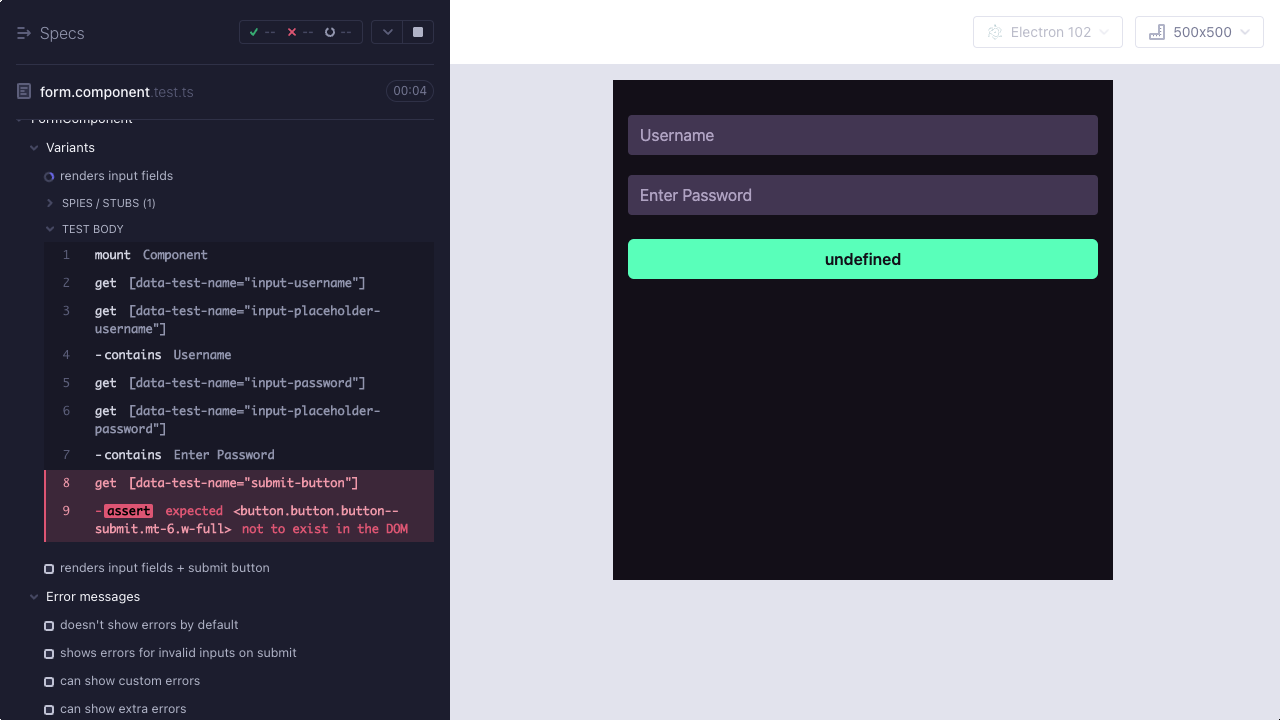 Specs
-- -- --
Electron 102
500x500
form.component.test.ts
00:04
FormComponent
Variants
renders input fields
SPIES / STUBS (1)
TEST BODY
1 mount Component
2 get [data-test-name="input-username"]
3 get [data-test-name="input-placeholder-
username"]
4 -contains Username
5 get [data-test-name="input-password"]
6 get [data-test-name="input-placeholder-
password"]
7 -contains Enter Password
8 get [data-test-name="submit-button"]
9 -assert expected <button.button.button--
submit.mt-6.w-full> not to exist in the DOM
renders input fields + submit button
Error messages
doesn't show errors by default
shows errors for invalid inputs on submit
can show custom errors
can show extra errors
Username
Enter Password
undefined